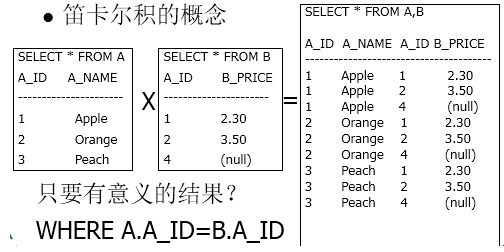 ● 笛卡尔积的概念
SELECT * FROM A
A_ID A_NAME
-----------------------
1 Apple
2 Orange
3 Peach
X
SELECT * FROM B
A_ID B_PRICE
-----------------------
1 2.30
2 3.50
4 (null)
=
SELECT * FROM A,B
A_ID A_NAME A_ID B_PRICE
------------------------------------------
1 Apple 1 2.30
1 Apple 2 3.50
1 Apple 4 (null)
2 Orange 1 2.30
2 Orange 2 3.50
2 Orange 4 (null)
3 Peach 1 2.30
3 Peach 2 3.50
3 Peach 4 (null)
只要有意义的结果？
WHERE A.A_ID=B.A_ID